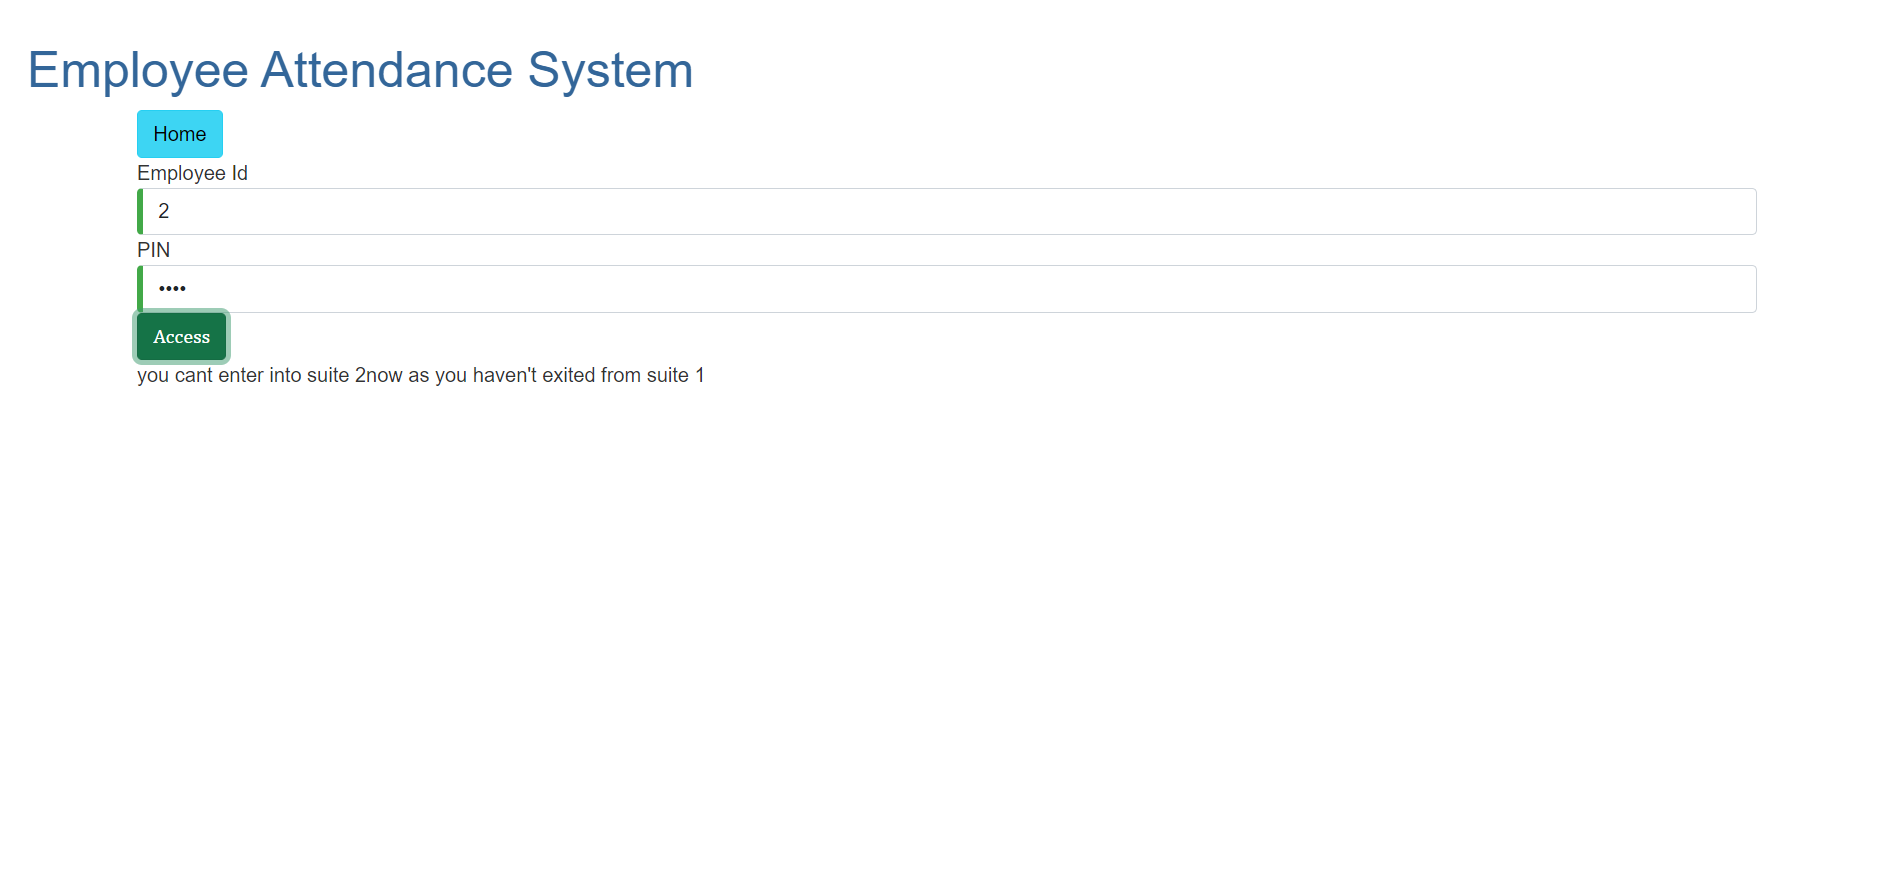 Employee Attendance System
Home
Employee Id
2
PIN
••••
Access
you cant enter into suite 2now as you haven't exited from suite 1